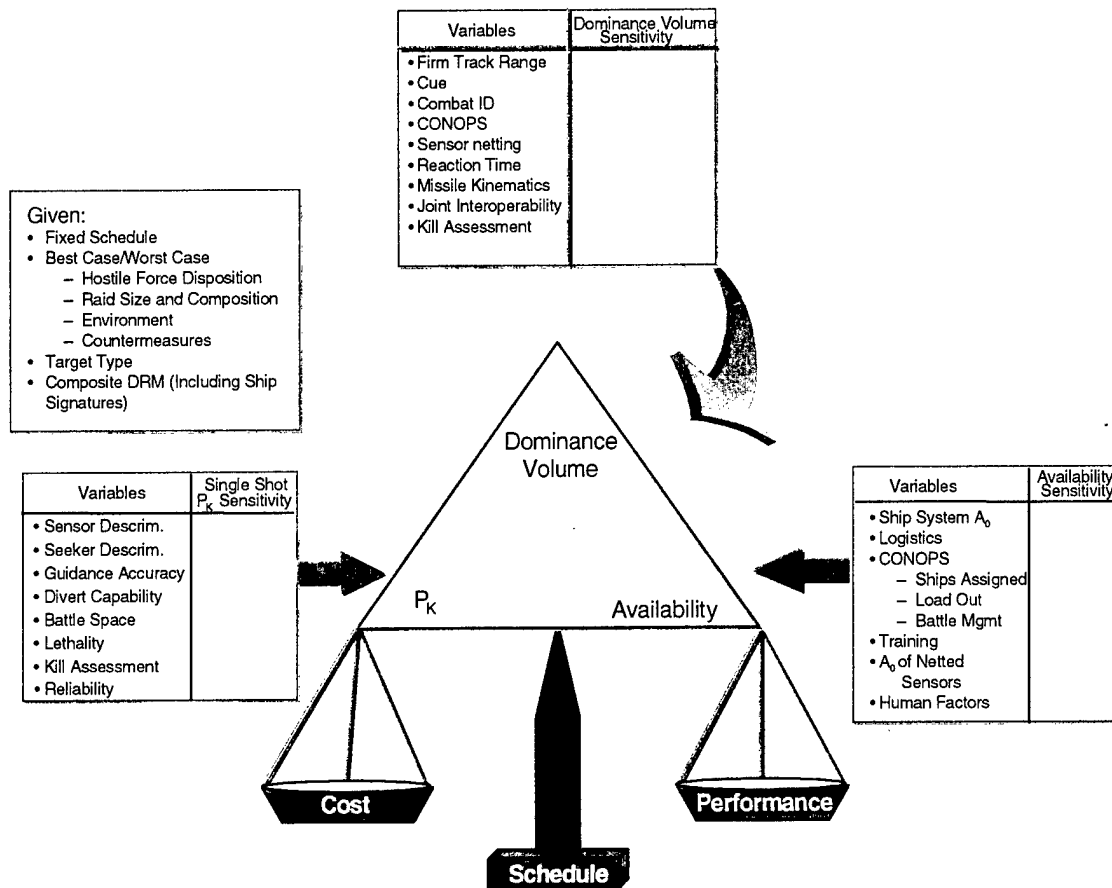 Variables
Dominance Volume
Sensitivity
• Firm Track Range
• Cue
• Combat ID
• CONOPS
• Sensor netting
• Reaction Time
• Missile Kinematics
• Joint Interoperability
• Kill Assessment
Given:
• Fixed Schedule
• Best Case/Worst Case
– Hostile Force Disposition
– Raid Size and Composition
– Environment
– Countermeasures
• Target Type
• Composite DRM (Including Ship
Signatures)
Dominance
Volume
P_K
Availability
Variables
Single Shot
P_K Sensitivity
• Sensor Descrim.
• Seeker Descrim.
• Guidance Accuracy
• Divert Capability
• Battle Space
• Lethality
• Kill Assessment
• Reliability
Variables
Availability
Sensitivity
• Ship System A_0
• Logistics
• CONOPS
– Ships Assigned
– Load Out
– Battle Mgmt
• Training
• A_0 of Netted
Sensors
• Human Factors
Cost
Performance
Schedule